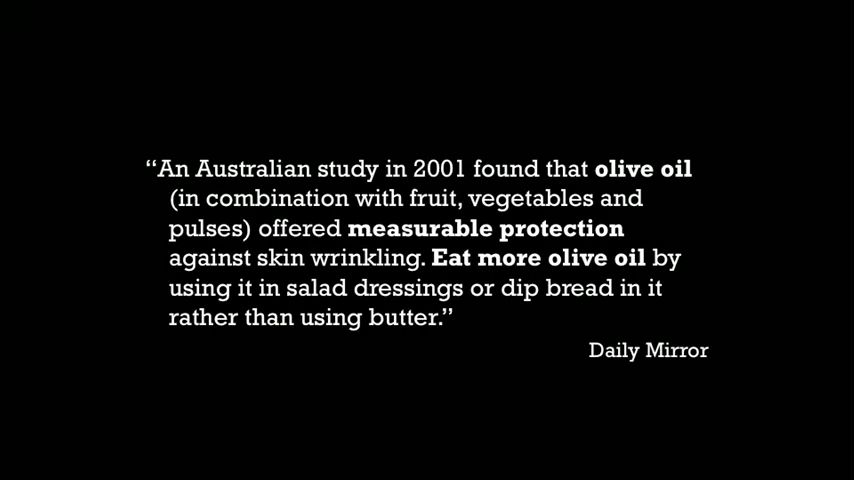 “An Australian study in 2001 found that olive oil
(in combination with fruit, vegetables and
pulses) offered measurable protection
against skin wrinkling. Eat more olive oil by
using it in salad dressings or dip bread in it
rather than using butter.”
Daily Mirror